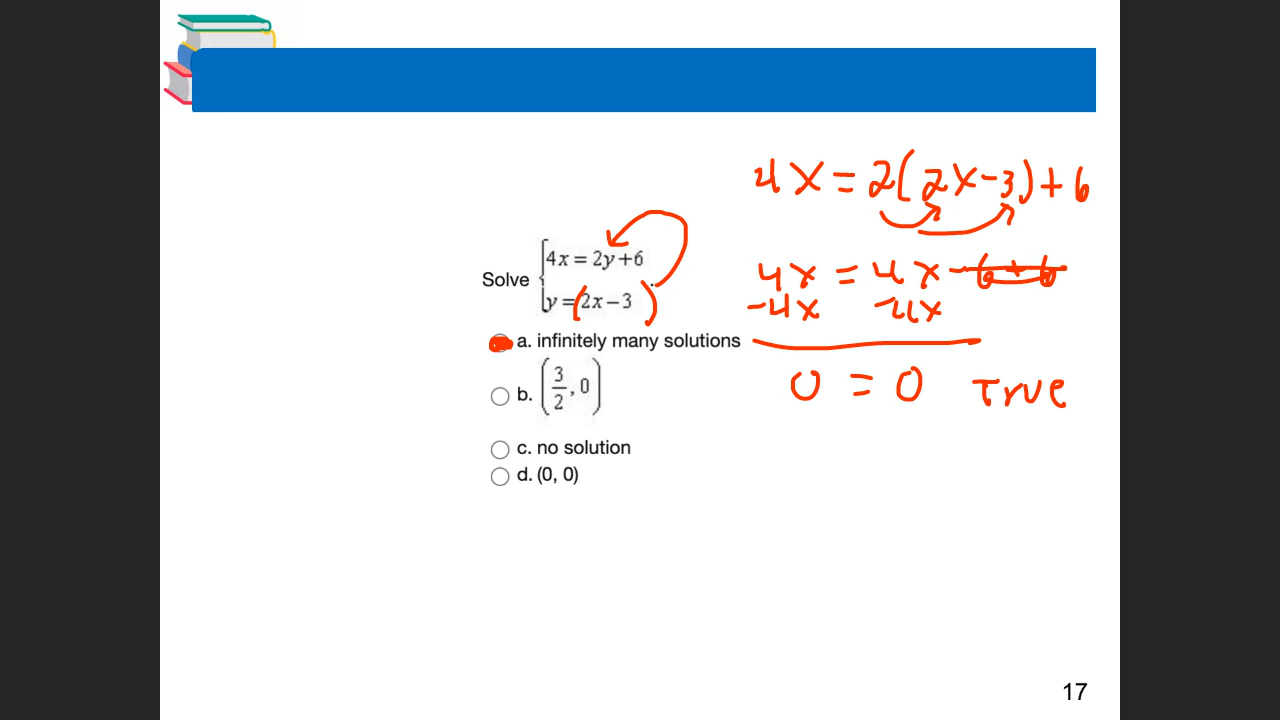 4x = 2(2x-3)+6
Solve
4x = 2y+6
y = (2x-3)
4x = 4x-6+6
-4x -4x
a. infinitely many solutions
0 = 0 True
b. (3/2, 0)
c. no solution
d. (0, 0)
17